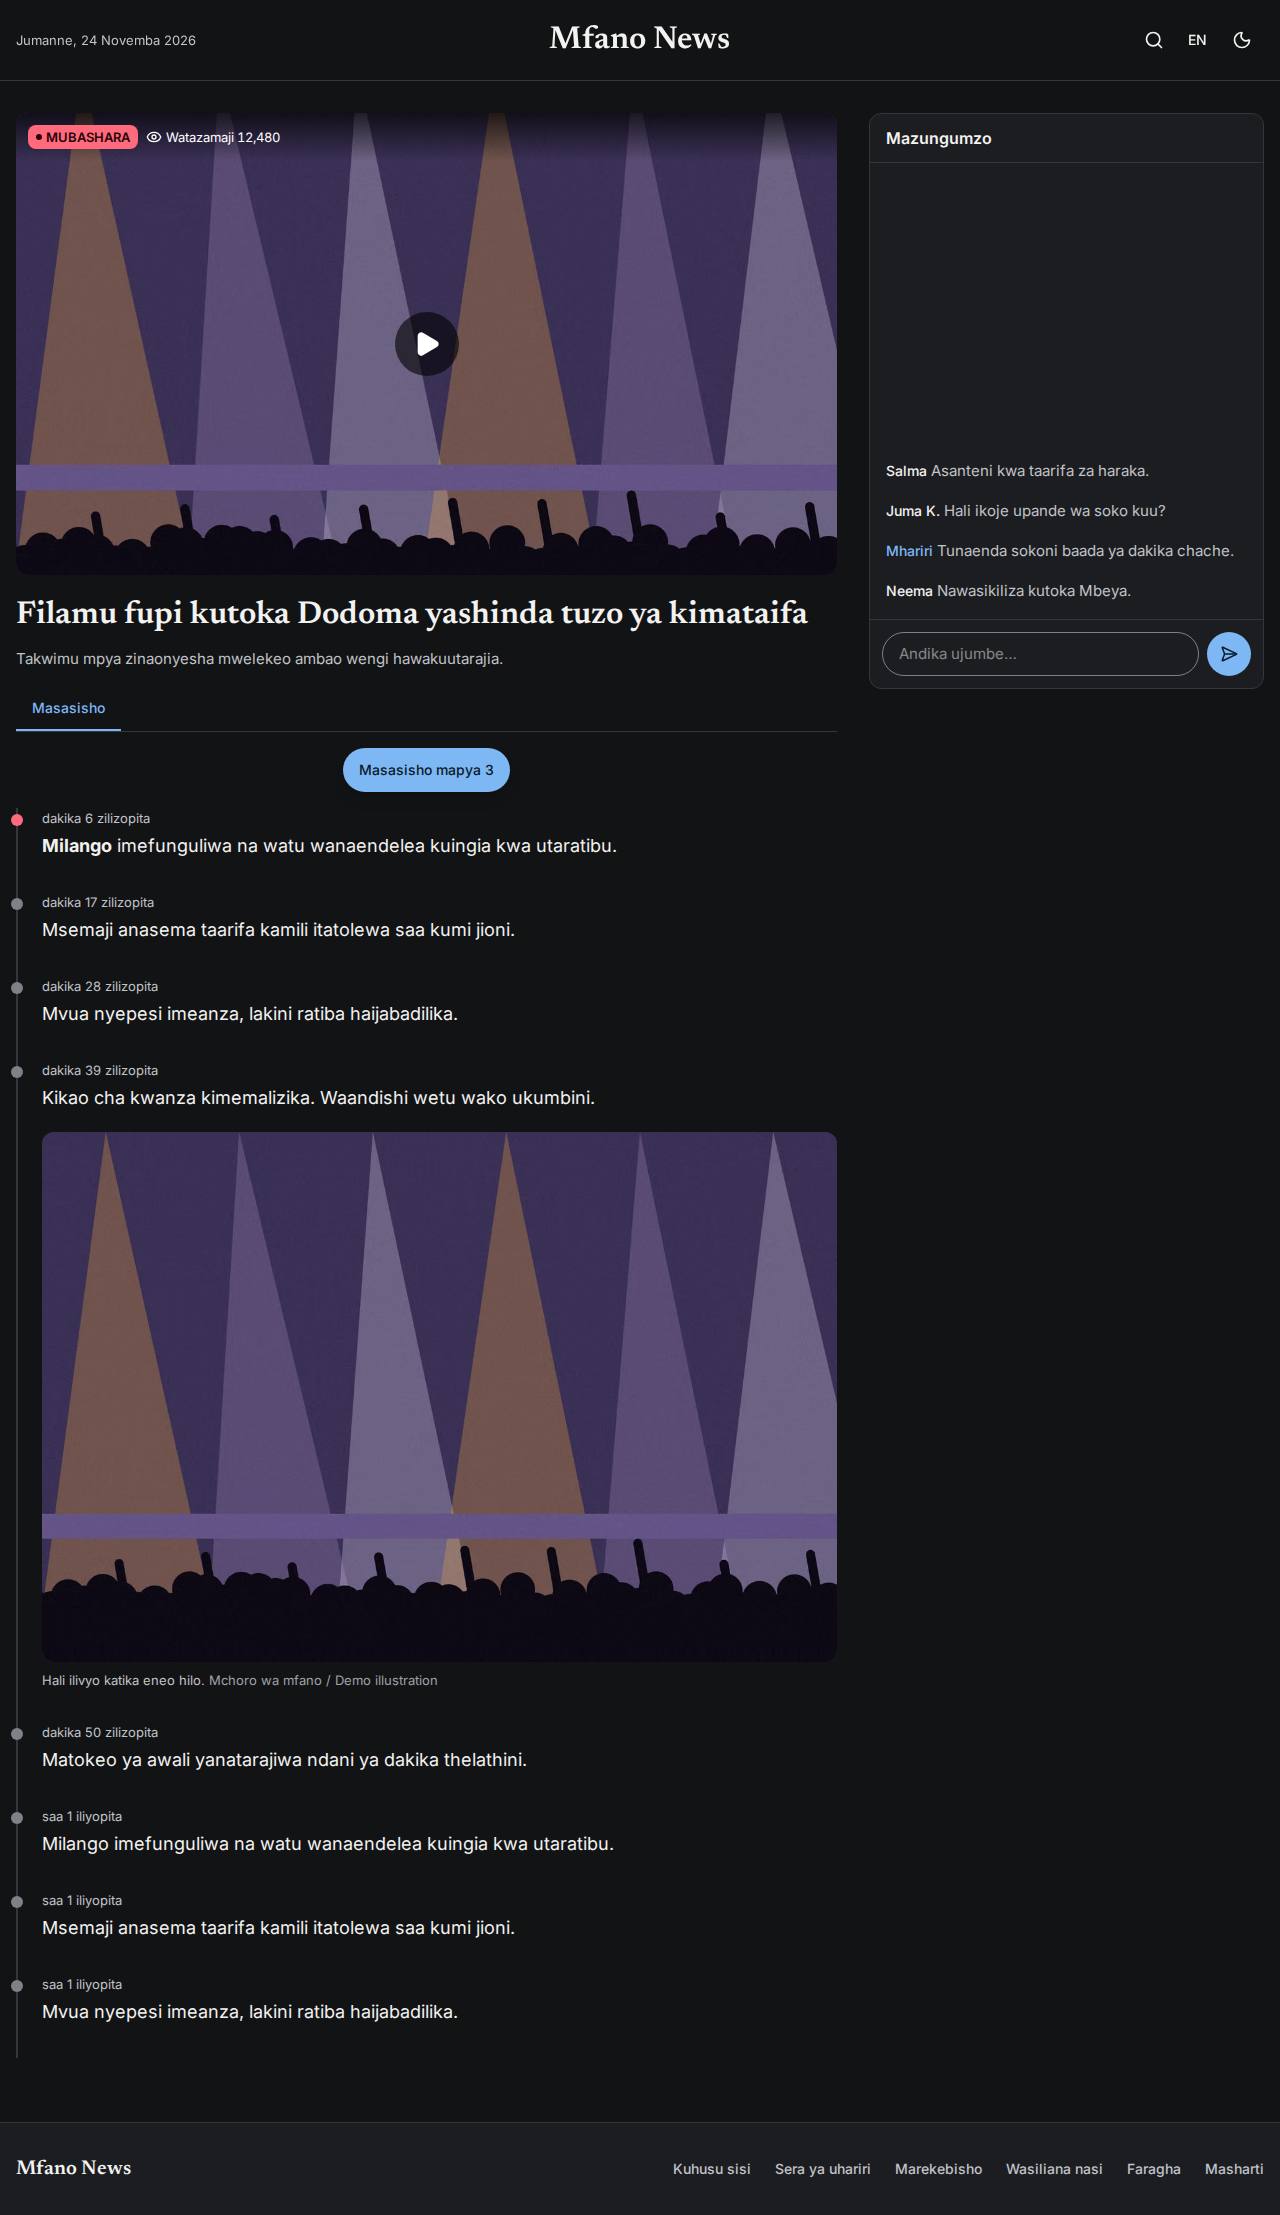 Jumanne, 24 Novemba 2026
Mfano News
EN
MUBASHARA
Watazamaji 12,480
Filamu fupi kutoka Dodoma yashinda tuzo ya kimataifa
Takwimu mpya zinaonyesha mwelekeo ambao wengi hawakuutarajia.
Mazungumzo
Salma Asanteni kwa taarifa za haraka.
Juma K. Hali ikoje upande wa soko kuu?
Mhariri Tunaenda sokoni baada ya dakika chache.
Neema Nawasikiliza kutoka Mbeya.
Andika ujumbe...
Masasisho
Masasisho mapya 3
dakika 6 zilizopita
Milango imefunguliwa na watu wanaendelea kuingia kwa utaratibu.
dakika 17 zilizopita
Msemaji anasema taarifa kamili itatolewa saa kumi jioni.
dakika 28 zilizopita
Mvua nyepesi imeanza, lakini ratiba haijabadilika.
dakika 39 zilizopita
Kikao cha kwanza kimemalizika. Waandishi wetu wako ukumbini.
Hali ilivyo katika eneo hilo. Mchoro wa mfano / Demo illustration
dakika 50 zilizopita
Matokeo ya awali yanatarajiwa ndani ya dakika thelathini.
saa 1 iliyopita
Milango imefunguliwa na watu wanaendelea kuingia kwa utaratibu.
saa 1 iliyopita
Msemaji anasema taarifa kamili itatolewa saa kumi jioni.
saa 1 iliyopita
Mvua nyepesi imeanza, lakini ratiba haijabadilika.
Mfano News
Kuhusu sisi
Sera ya uhariri
Marekebisho
Wasiliana nasi
Faragha
Masharti